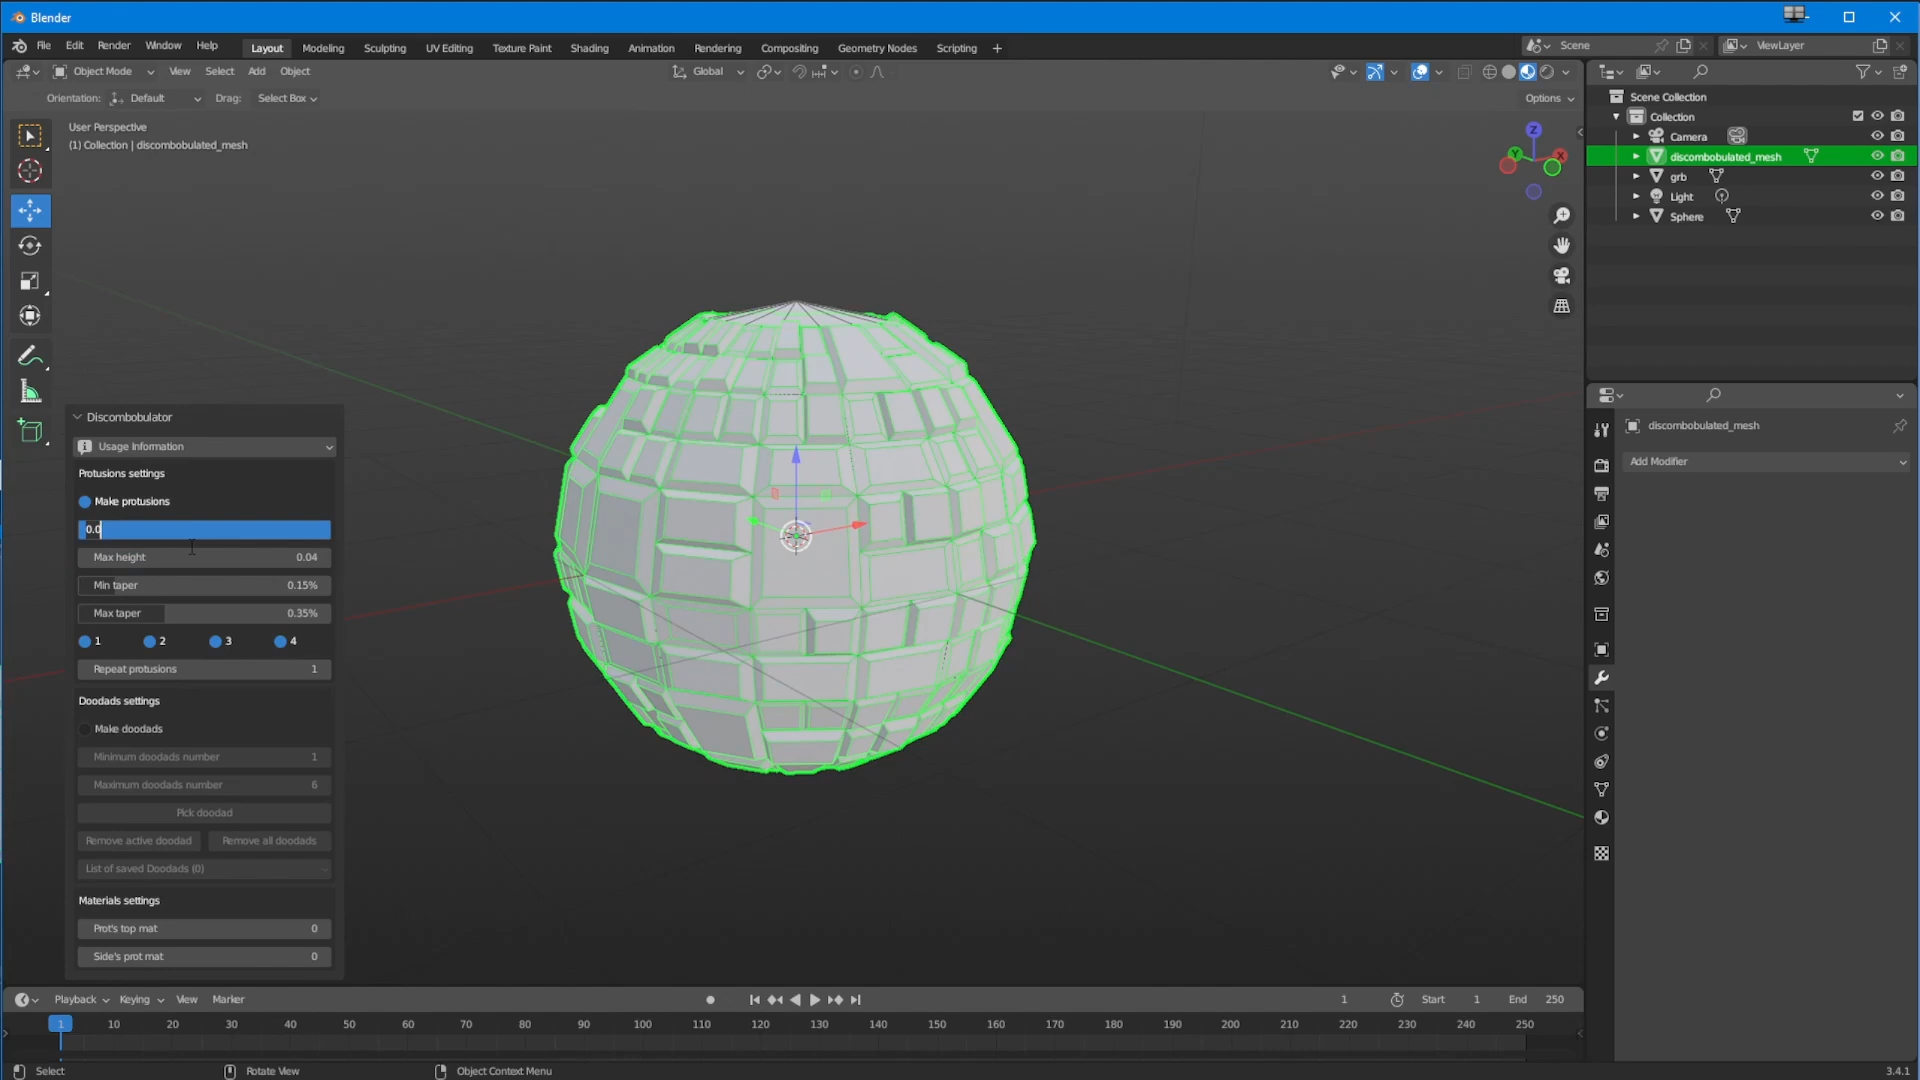 Blender
File Edit Render Window Help Layout Modeling Sculpting UV Editing Texture Paint Shading Animation Rendering Compositing Geometry Nodes Scripting + Scene ViewLayer
Object Mode View Select Add Object Global
Orientation: Default Drag: Select Box Options
User Perspective
(1) Collection | discombobulated_mesh
Z
Y
X
Scene Collection
Collection
Camera
discombobulated_mesh
grb
Light
Sphere
discombobulated_mesh
Add Modifier
Discombobulator
Usage Information
Protusions settings
Make protusions
0.0
Max height 0.04
Min taper 0.15%
Max taper 0.35%
1 2 3 4
Repeat protusions 1
Doodads settings
Make doodads
Minimum doodads number 1
Maximum doodads number 6
Pick doodad
Remove active doodad Remove all doodads
List of saved Doodads (0)
Materials settings
Prot's top mat 0
Side's prot mat 0
Playback Keying View Marker 1 Start 1 End 250
1 10 20 30 40 50 60 70 80 90 100 110 120 130 140 150 160 170 180 190 200 210 220 230 240 250
Select Rotate View Object Context Menu 3.4.1